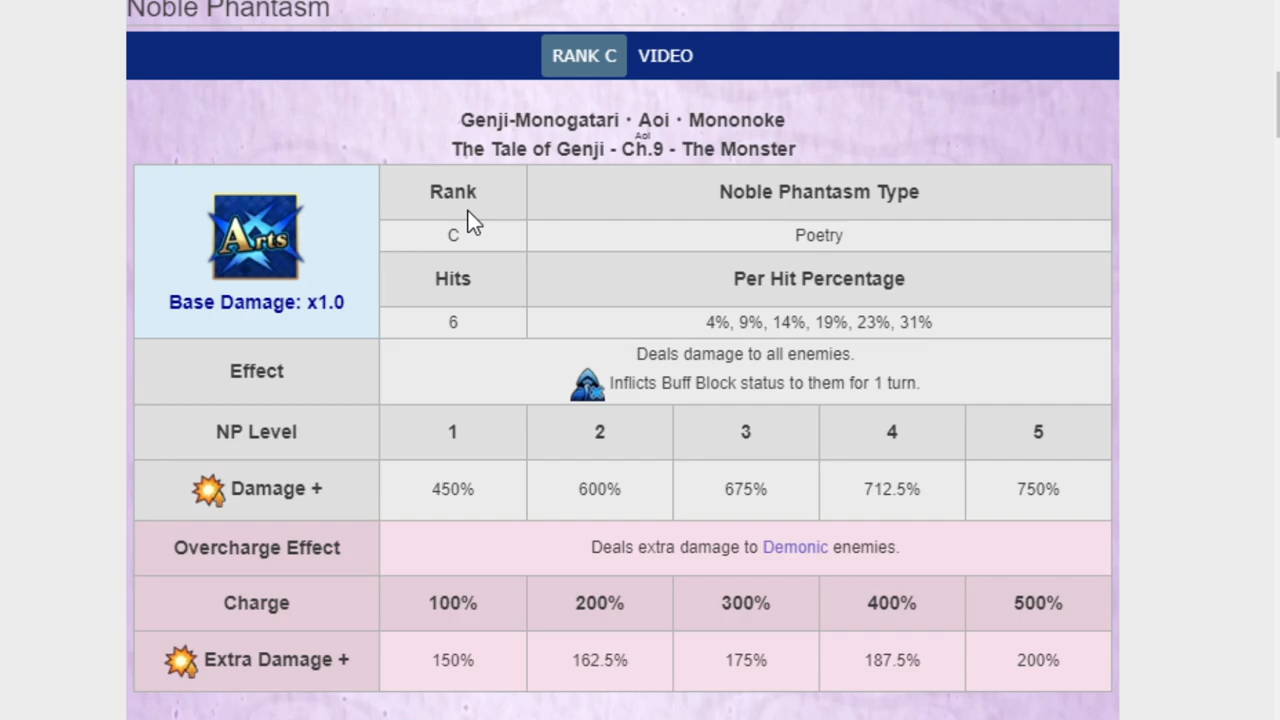 Noble Phantasm
RANK C VIDEO
Genji-Monogatari · Aoi · Mononoke
Aoi
The Tale of Genji - Ch.9 - The Monster
Arts
Base Damage: x1.0
Rank Noble Phantasm Type
C Poetry
Hits Per Hit Percentage
6 4%, 9%, 14%, 19%, 23%, 31%
Effect
Deals damage to all enemies.
Inflicts Buff Block status to them for 1 turn.
NP Level 1 2 3 4 5
Damage + 450% 600% 675% 712.5% 750%
Overcharge Effect Deals extra damage to Demonic enemies.
Charge 100% 200% 300% 400% 500%
Extra Damage + 150% 162.5% 175% 187.5% 200%